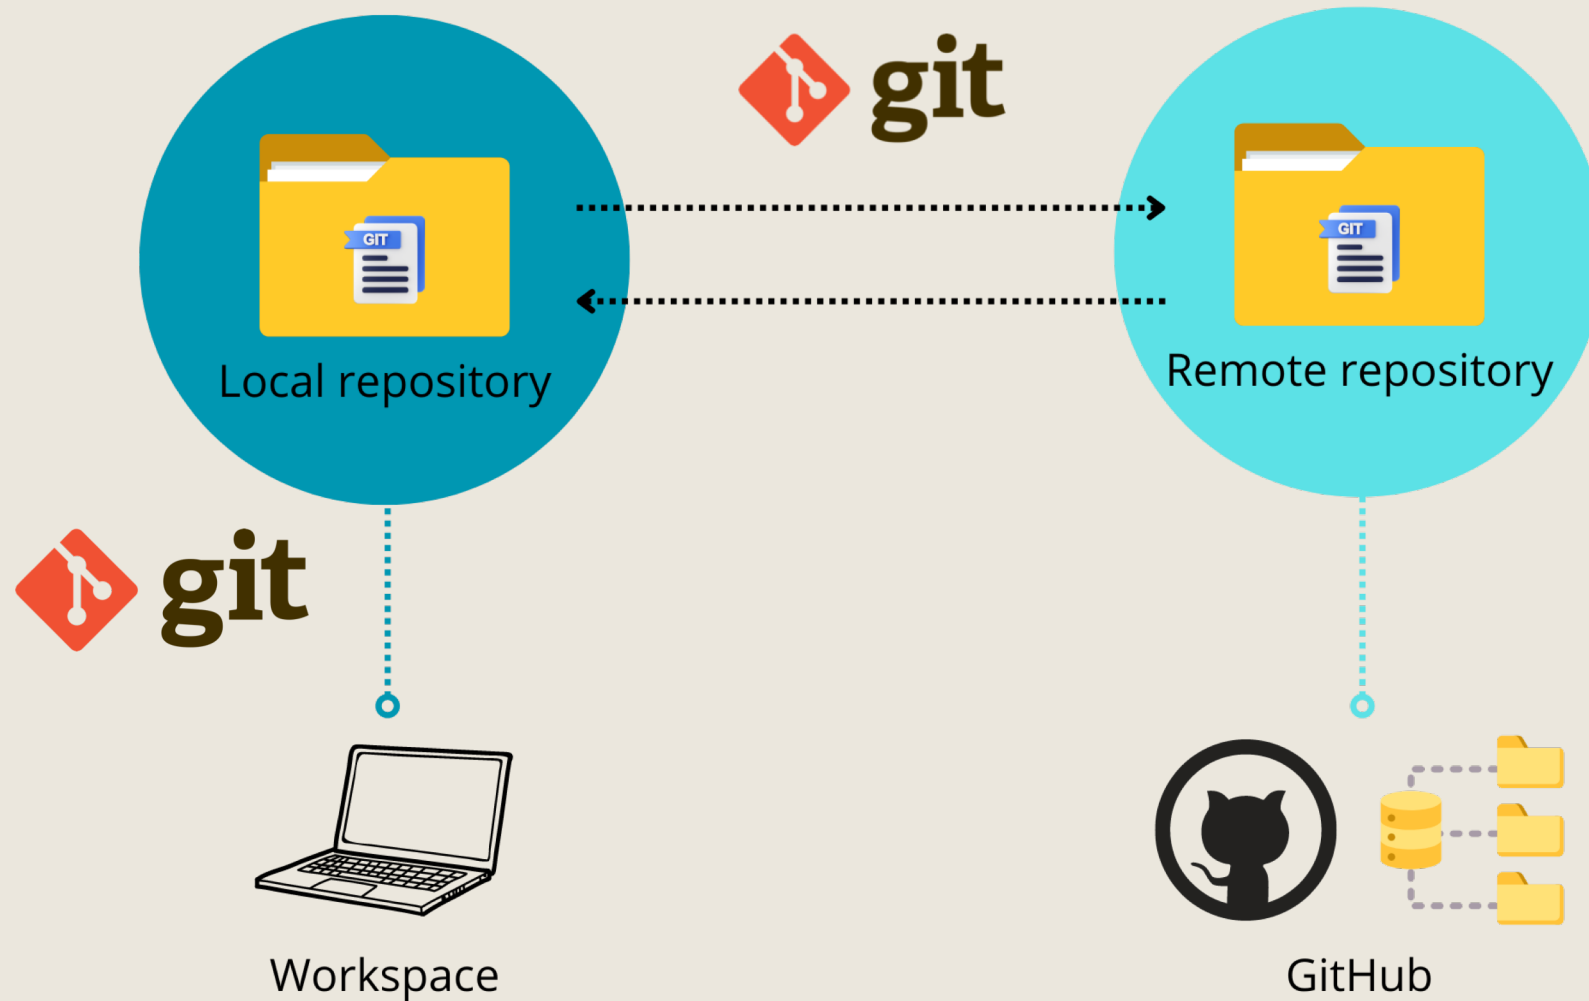 git
GIT
GIT
Local repository
Remote repository
git
Workspace
GitHub